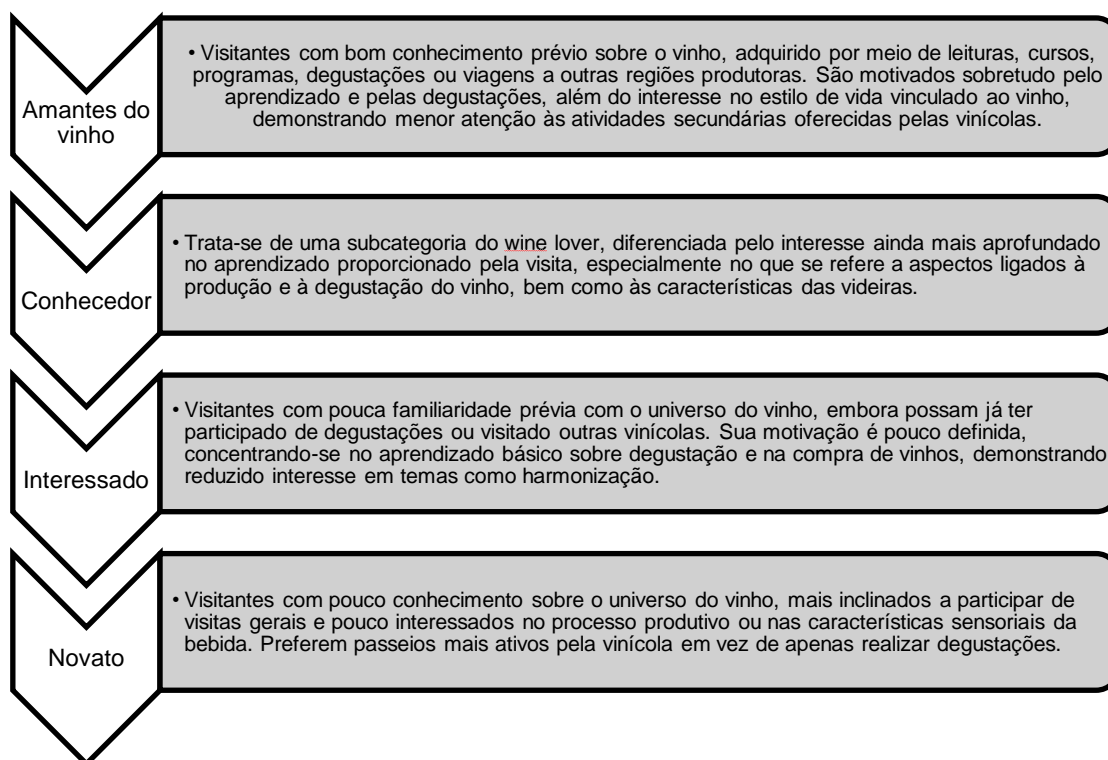 Amantes do
vinho
• Visitantes com bom conhecimento prévio sobre o vinho, adquirido por meio de leituras, cursos,
programas, degustações ou viagens a outras regiões produtoras. São motivados sobretudo pelo
aprendizado e pelas degustações, além do interesse no estilo de vida vinculado ao vinho,
demonstrando menor atenção às atividades secundárias oferecidas pelas vinícolas.
Conhecedor
• Trata-se de uma subcategoria do wine lover, diferenciada pelo interesse ainda mais aprofundado
no aprendizado proporcionado pela visita, especialmente no que se refere a aspectos ligados à
produção e à degustação do vinho, bem como às características das videiras.
Interessado
• Visitantes com pouca familiaridade prévia com o universo do vinho, embora possam já ter
participado de degustações ou visitado outras vinícolas. Sua motivação é pouco definida,
concentrando-se no aprendizado básico sobre degustação e na compra de vinhos, demonstrando
reduzido interesse em temas como harmonização.
Novato
• Visitantes com pouco conhecimento sobre o universo do vinho, mais inclinados a participar de
visitas gerais e pouco interessados no processo produtivo ou nas características sensoriais da
bebida. Preferem passeios mais ativos pela vinícola em vez de apenas realizar degustações.